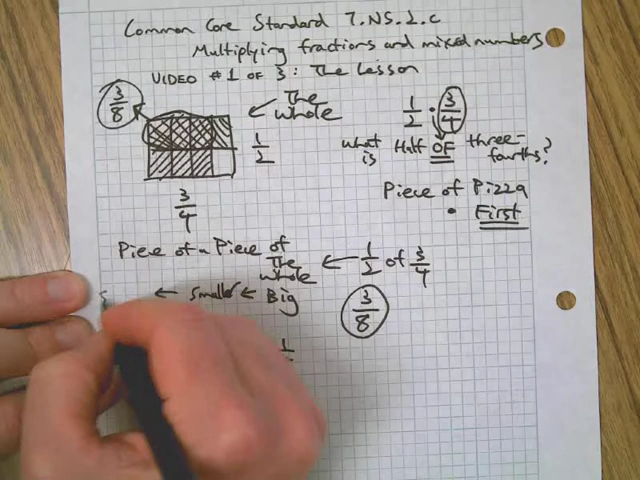 Common Core Standard 7.NS.2.c
Multiplying fractions and mixed numbers
VIDEO #1 OF 3: The Lesson
3/8
The Whole
1/2
3/4
1/2 · 3/4
What is Half OF three-fourths?
Piece of Pizza
• First
Piece of a Piece of The Whole ← 1/2 of 3/4
← Smaller ← Big
3/8